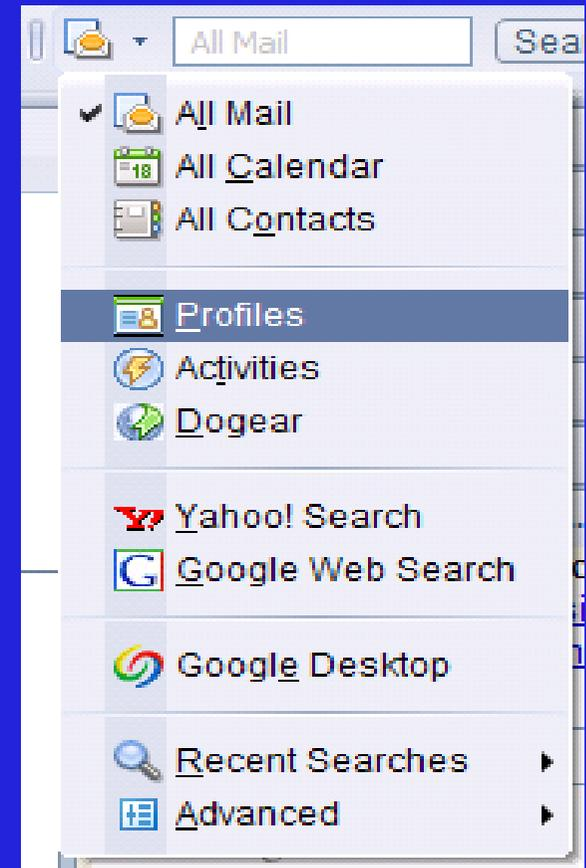 All Mail
Sea
All Mail
All Calendar
All Contacts
Profiles
Activities
Dogear
Yahoo! Search
Google Web Search
Google Desktop
Recent Searches
Advanced